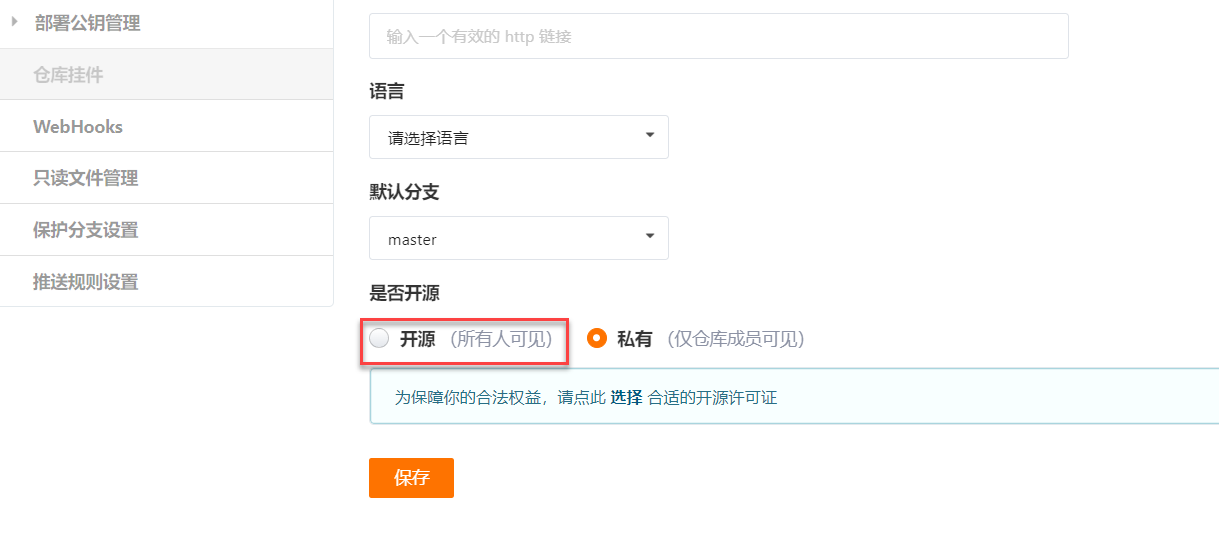 部署公钥管理
仓库挂件
WebHooks
只读文件管理
保护分支设置
推送规则设置
输入一个有效的 http 链接
语言
请选择语言
默认分支
master
是否开源
开源 (所有人可见) 私有 (仅仓库成员可见)
为保障你的合法权益，请点此 选择 合适的开源许可证
保存